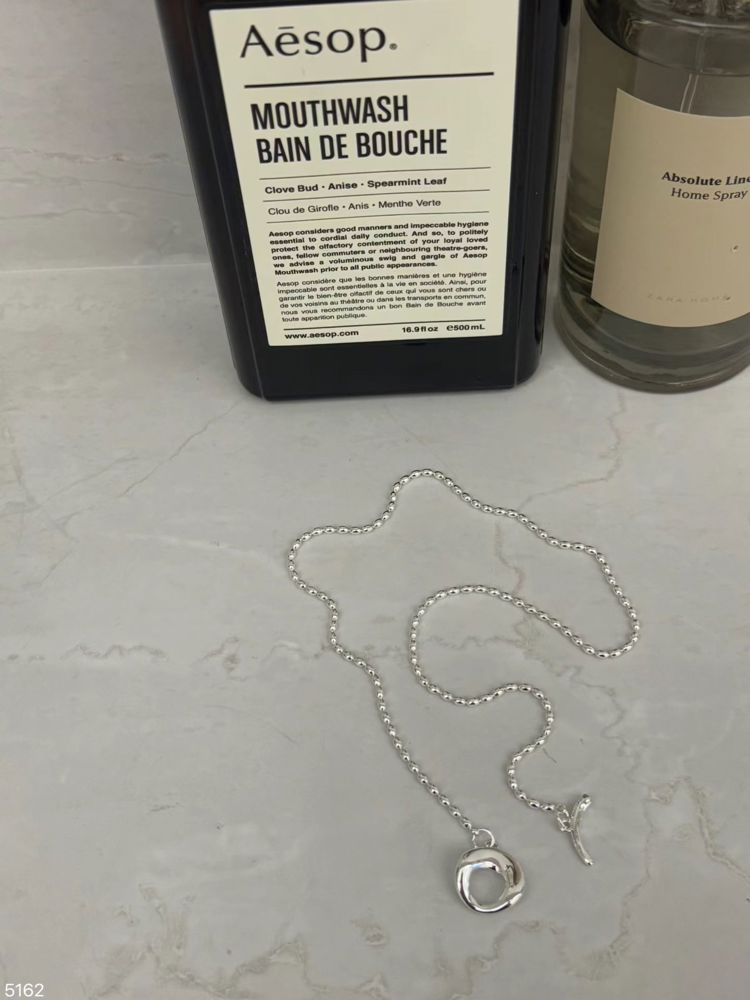 Aēsop®
MOUTHWASH
BAIN DE BOUCHE
Clove Bud • Anise • Spearmint Leaf
Clou de Girofle • Anis • Menthe Verte
Aesop considers good manners and impeccable hygiene
essential to cordial daily conduct. And so, to politely
protect the olfactory contentment of your loyal loved
ones, fellow commuters or neighbouring theatre-goers,
we advise a voluminous swig and gargle of Aesop
Mouthwash prior to all public appearances.
Aesop considère que les bonnes manières et une hygiène
impeccable sont essentielles à la vie en société. Ainsi, pour
garantir le bien-être olfactif de ceux qui vous sont chers ou
de vos voisins au théâtre ou dans les transports en commun,
nous vous recommandons un bon Bain de Bouche avant
toute apparition publique.
www.aesop.com 16.9 fl oz ℮500 mL
Absolute Line
Home Spray
ZARA HOME
5162